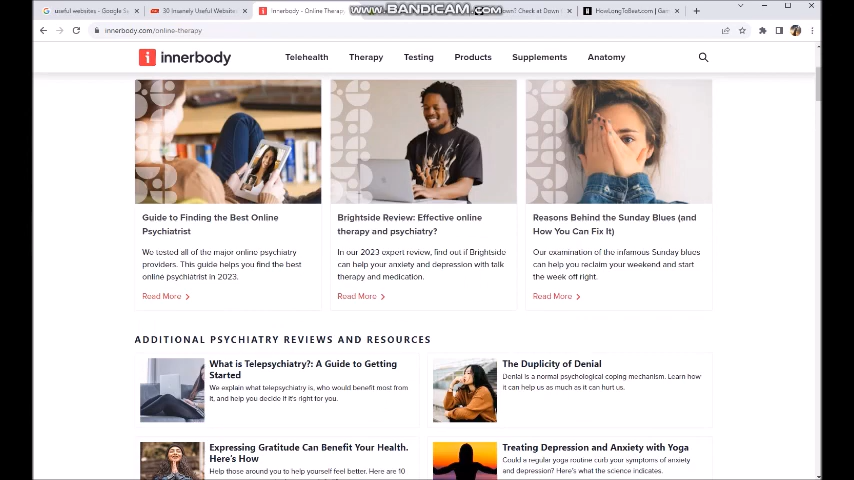 useful websites - Google Se
30 Insanely Useful Websites
Innerbody - Online Therap
www.BANDICAM.com
own? Check at Down
HowLongToBeat.com | Gam
innerbody.com/online-therapy
innerbody
Telehealth
Therapy
Testing
Products
Supplements
Anatomy
Guide to Finding the Best Online
Psychiatrist
We tested all of the major online psychiatry
providers. This guide helps you find the best
online psychiatrist in 2023.
Read More
Brightside Review: Effective online
therapy and psychiatry?
In our 2023 expert review, find out if Brightside
can help your anxiety and depression with talk
therapy and medication.
Read More
Reasons Behind the Sunday Blues (and
How You Can Fix It)
Our examination of the infamous Sunday blues
can help you reclaim your weekend and start
the week off right.
Read More
ADDITIONAL PSYCHIATRY REVIEWS AND RESOURCES
What is Telepsychiatry?: A Guide to Getting
Started
We explain what telepsychiatry is, who would benefit most from
it, and help you decide if it's right for you.
The Duplicity of Denial
Denial is a normal psychological coping mechanism. Learn how
it can help us as much as it can hurt us.
Expressing Gratitude Can Benefit Your Health.
Here's How
Help those around you to help yourself feel better. Here are 10
Treating Depression and Anxiety with Yoga
Could a regular yoga routine curb your symptoms of anxiety
and depression? Here's what the science indicates.